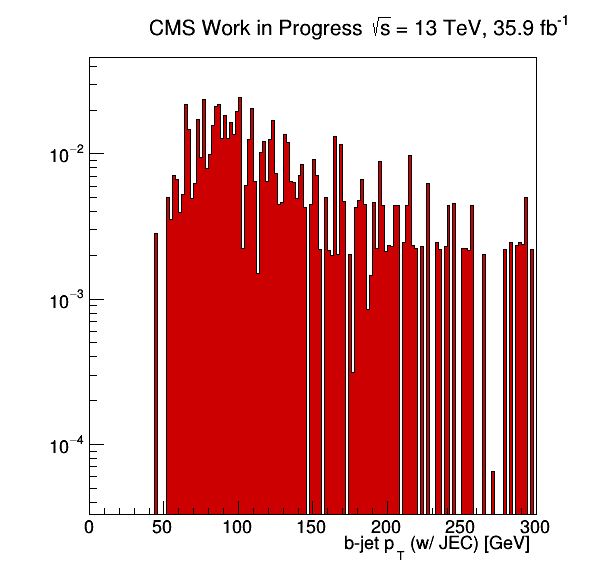 CMS Work in Progress √s = 13 TeV, 35.9 fb⁻¹
10⁻²
10⁻³
10⁻⁴
0 50 100 150 200 250 300
b-jet p_T (w/ JEC) [GeV]